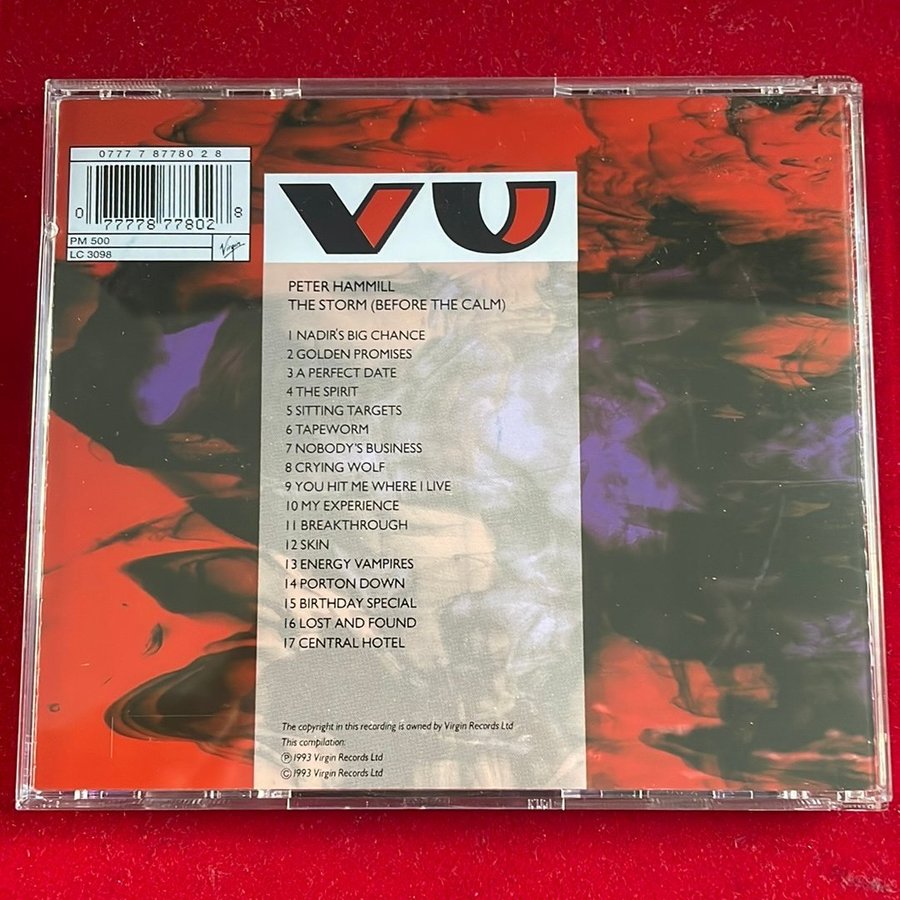 0777 7 87780 2 8
0 77778 77802 8
PM 500
LC 3098
Virgin
VU
PETER HAMMILL
THE STORM (BEFORE THE CALM)
1 NADIR'S BIG CHANCE
2 GOLDEN PROMISES
3 A PERFECT DATE
4 THE SPIRIT
5 SITTING TARGETS
6 TAPEWORM
7 NOBODY'S BUSINESS
8 CRYING WOLF
9 YOU HIT ME WHERE I LIVE
10 MY EXPERIENCE
11 BREAKTHROUGH
12 SKIN
13 ENERGY VAMPIRES
14 PORTON DOWN
15 BIRTHDAY SPECIAL
16 LOST AND FOUND
17 CENTRAL HOTEL
The copyright in this recording is owned by Virgin Records Ltd
This compilation:
℗ 1993 Virgin Records Ltd
© 1993 Virgin Records Ltd